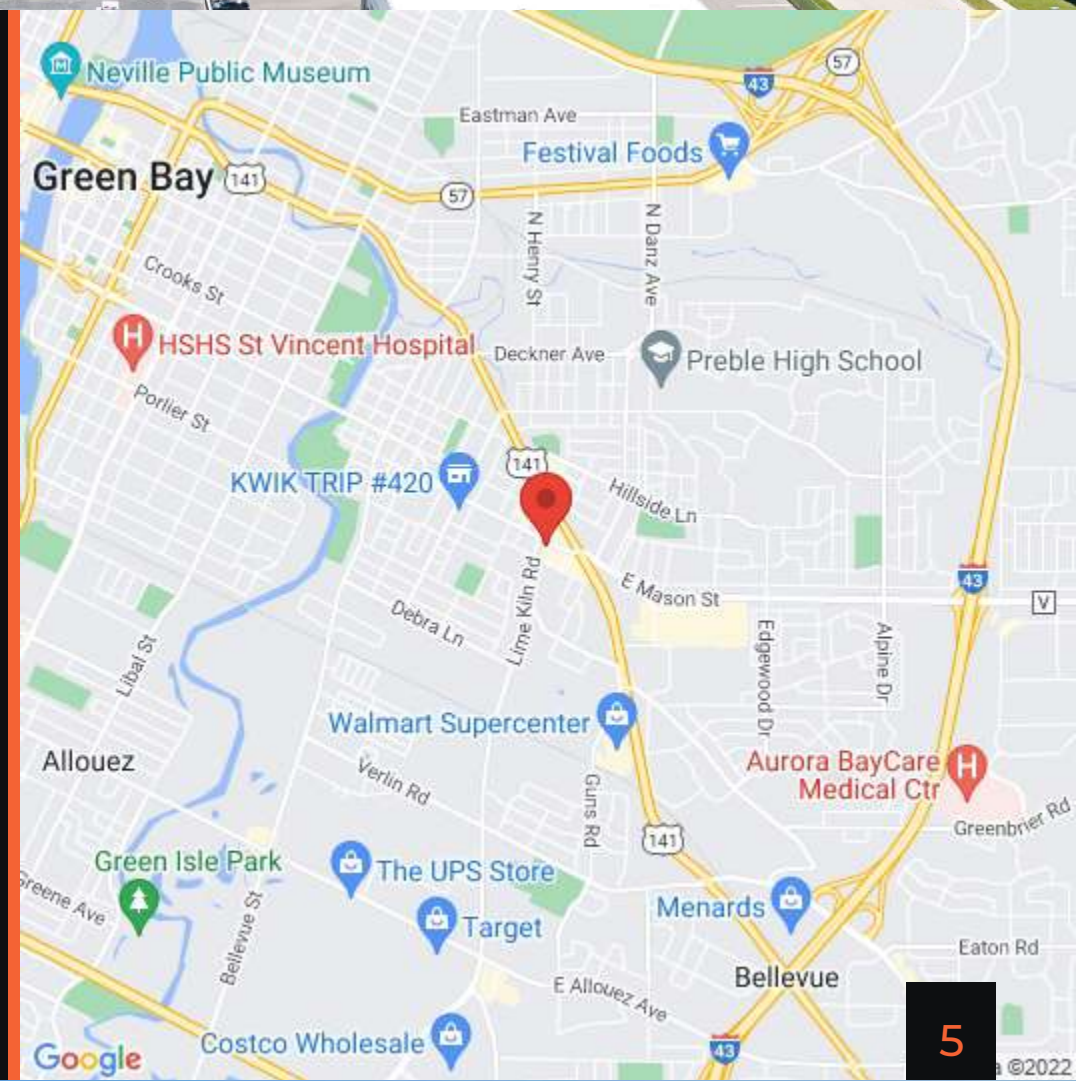 Neville Public Museum
57
43
Eastman Ave
Festival Foods
Green Bay
141
57
N Henry St
N Danz Ave
Crooks St
HSHS St Vincent Hospital
Deckner Ave
Preble High School
Porlier St
141
KWIK TRIP #420
Hillside Ln
Lime Kiln Rd
E Mason St
43
V
Debra Ln
Edgewood Dr
Alpine Dr
Libal St
Walmart Supercenter
Allouez
Verlin Rd
Guns Rd
Aurora BayCare
Medical Ctr
Greenbrier Rd
141
Green Isle Park
The UPS Store
Greene Ave
Bellevue St
Target
Menards
Eaton Rd
Bellevue
E Allouez Ave
Costco Wholesale
43
5
Google
©2022